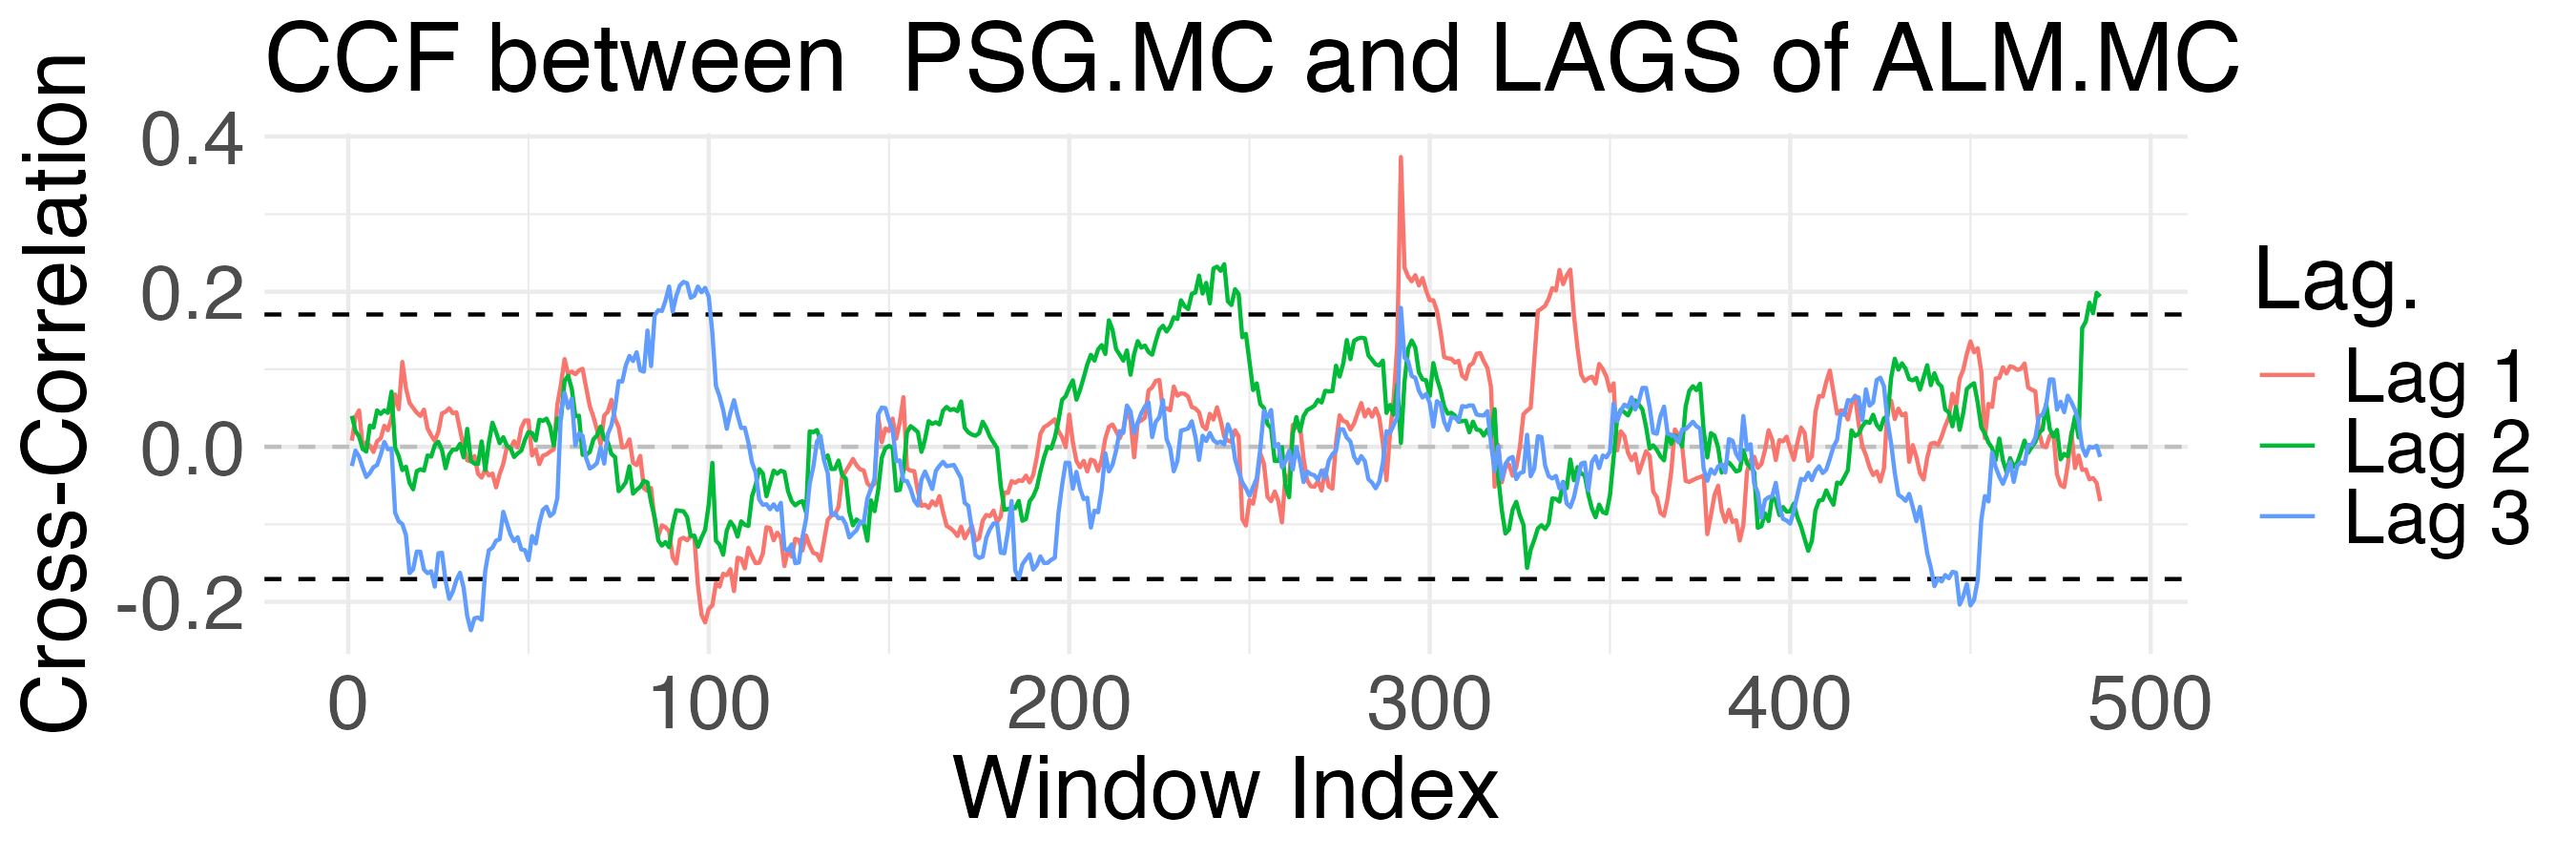 CCF between  PSG.MC and LAGS of ALM.MC
Cross-Correlation
0.4
0.2
0.0
-0.2
0 100 200 300 400 500
Window Index
Lag.
Lag 1
Lag 2
Lag 3